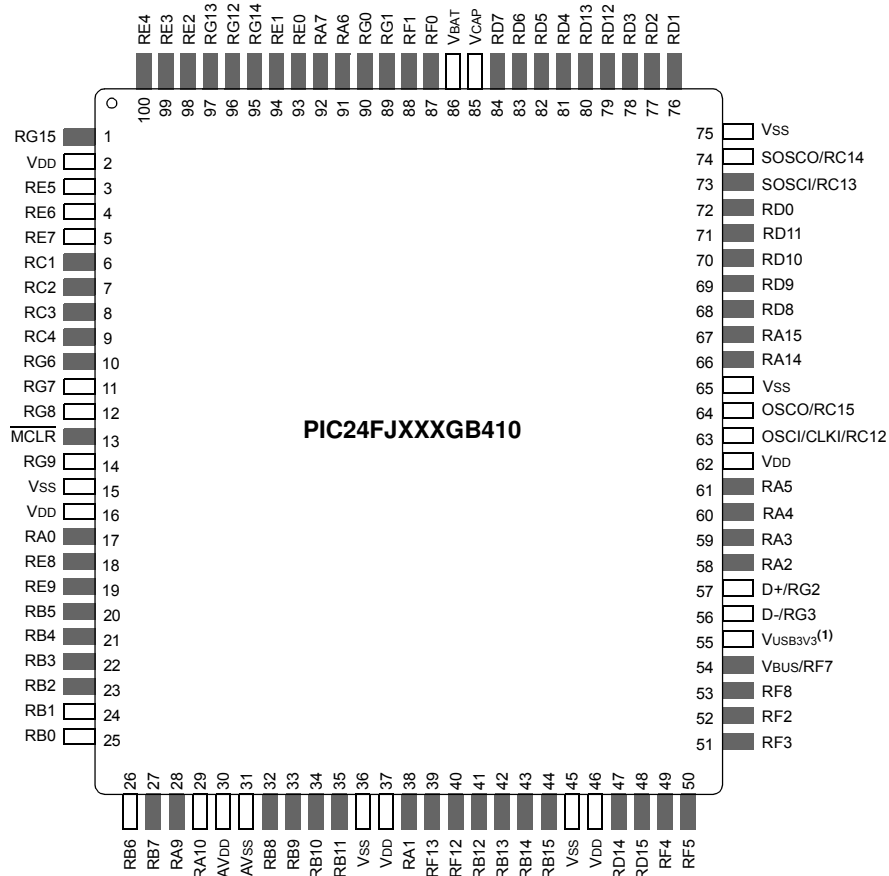 RE4 RE3 RE2 RG13 RG12 RG14 RE1 RE0 RA7 RA6 RG0 RG1 RF1 RF0 VBAT VCAP RD7 RD6 RD5 RD4 RD13 RD12 RD3 RD2 RD1
100 99 98 97 96 95 94 93 92 91 90 89 88 87 86 85 84 83 82 81 80 79 78 77 76
RG15 1
VDD 2
RE5 3
RE6 4
RE7 5
RC1 6
RC2 7
RC3 8
RC4 9
RG6 10
RG7 11
RG8 12
MCLR 13
RG9 14
VSS 15
VDD 16
RA0 17
RE8 18
RE9 19
RB5 20
RB4 21
RB3 22
RB2 23
RB1 24
RB0 25
PIC24FJXXXGB410
75 VSS
74 SOSCO/RC14
73 SOSCI/RC13
72 RD0
71 RD11
70 RD10
69 RD9
68 RD8
67 RA15
66 RA14
65 VSS
64 OSCO/RC15
63 OSCI/CLKI/RC12
62 VDD
61 RA5
60 RA4
59 RA3
58 RA2
57 D+/RG2
56 D-/RG3
55 VUSB3V3(1)
54 VBUS/RF7
53 RF8
52 RF2
51 RF3
26 27 28 29 30 31 32 33 34 35 36 37 38 39 40 41 42 43 44 45 46 47 48 49 50
RB6 RB7 RA9 RA10 AVDD AVSS RB8 RB9 RB10 RB11 VSS VDD RA1 RF13 RF12 RB12 RB13 RB14 RB15 VSS VDD RD14 RD15 RF4 RF5